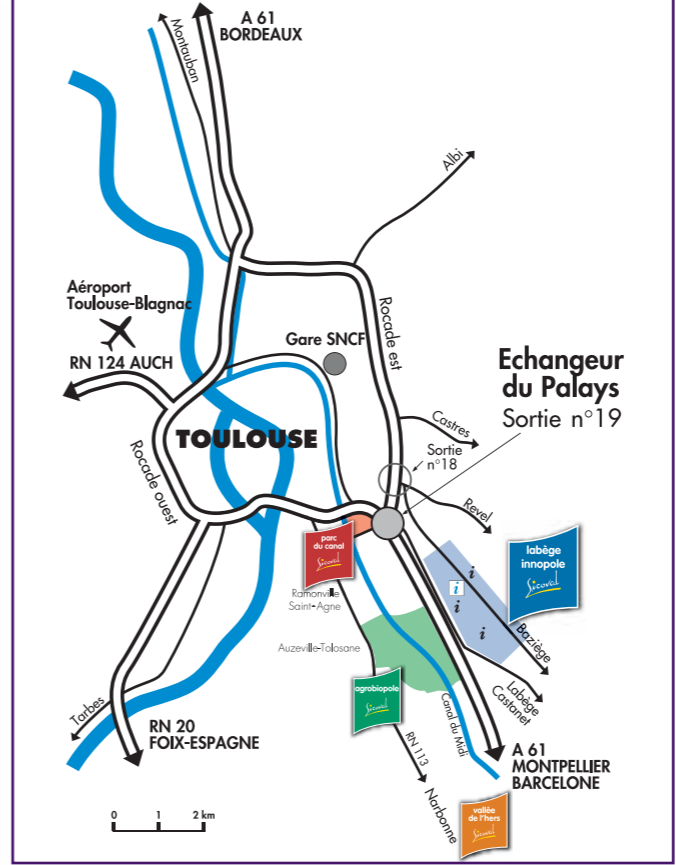 A 61
BORDEAUX
Montauban
Albi
Aéroport
Toulouse-Blagnac
RN 124 AUCH
Gare SNCF
Rocade est
Echangeur
du Palays
Sortie n°19
TOULOUSE
Castres
Sortie
n°18
Rocade ouest
Revel
parc
du canal
Sicoval
labège
innopole
Sicoval
i
i
i
i
Ramonville
Saint-Agne
Auzeville-Tolosane
Baziège
Labège
Castanet
agrobiopole
Sicoval
Canal du Midi
Tarbes
RN 20
FOIX-ESPAGNE
RN 113
Narbonne
A 61
MONTPELLIER
BARCELONE
vallée
de l'hers
Sicoval
0 1 2 km